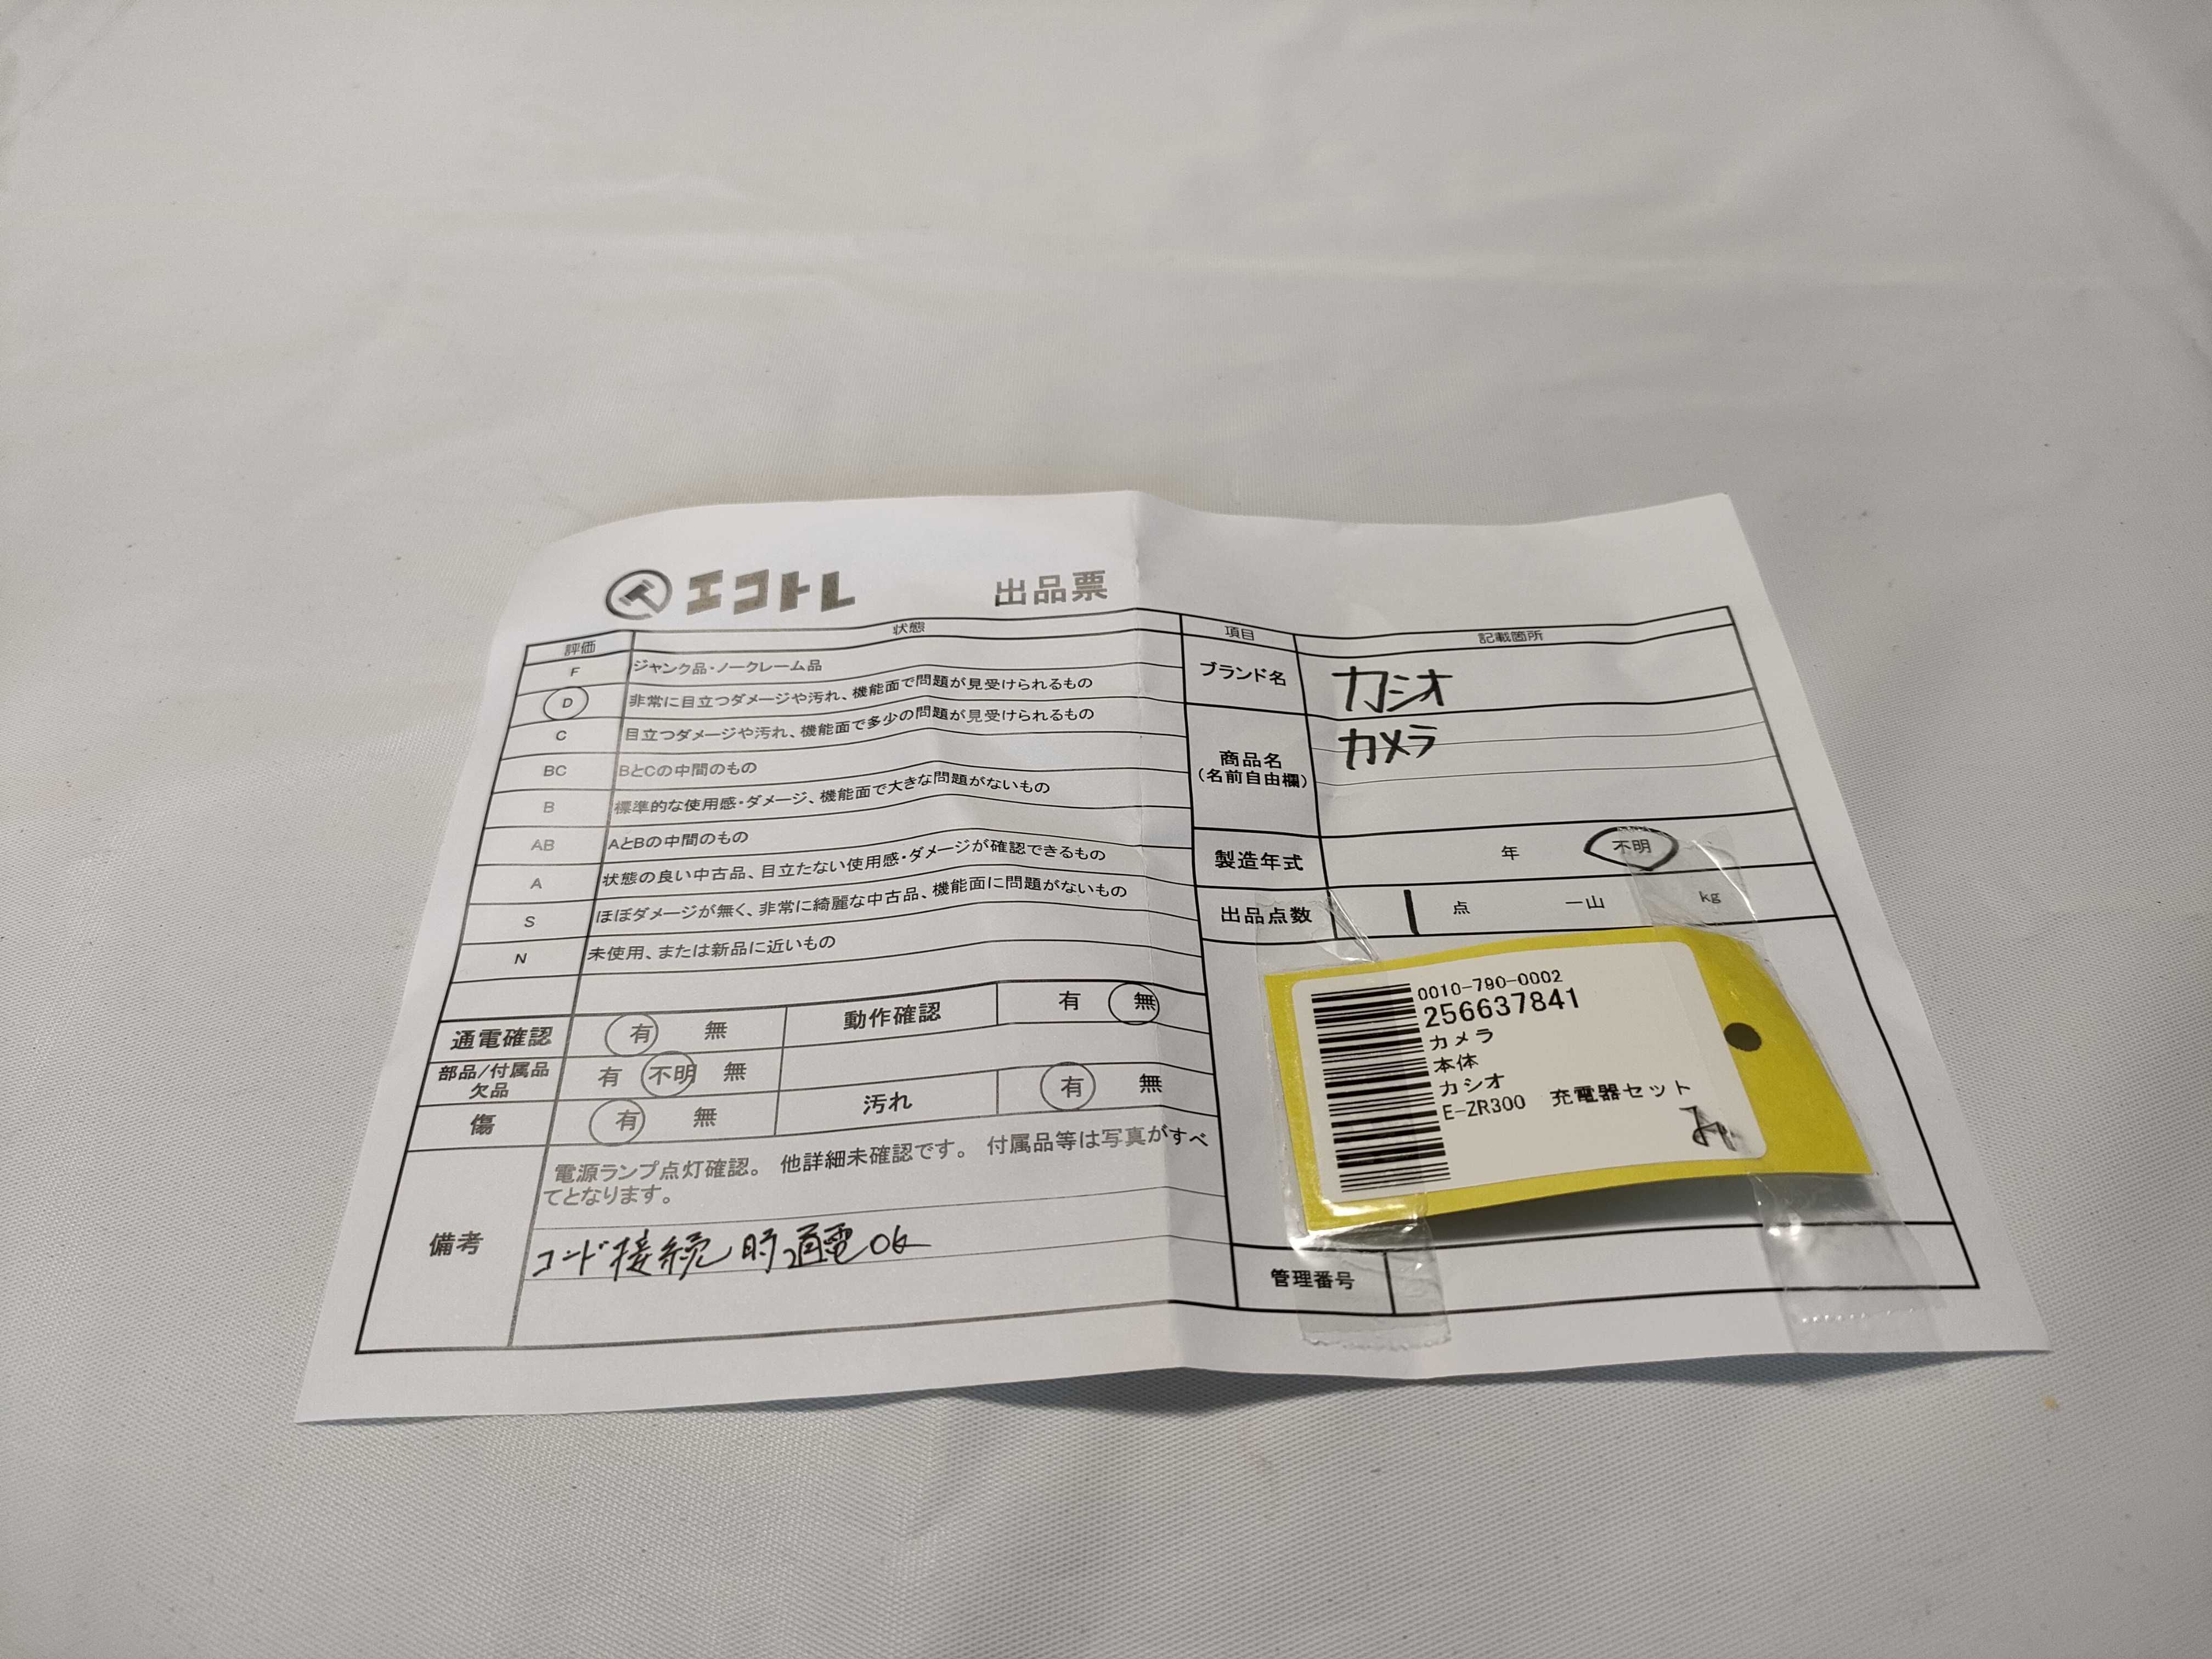 エコトレ 出品票
評価 状態
F ジャンク品・ノークレーム品
D 非常に目立つダメージや汚れ、機能面で問題が見受けられるもの
C 目立つダメージや汚れ、機能面で多少の問題が見受けられるもの
BC BとCの中間のもの
B 標準的な使用感・ダメージ、機能面で大きな問題がないもの
AB AとBの中間のもの
A 状態の良い中古品、目立たない使用感・ダメージが確認できるもの
S ほぼダメージが無く、非常に綺麗な中古品、機能面に問題がないもの
N 未使用、または新品に近いもの
通電確認 有 無 動作確認 有 無
部品/付属品 有 不明 無
欠品
傷 有 無 汚れ 有 無
備考
電源ランプ点灯確認。 他詳細未確認です。 付属品等は写真がすべ
てとなります。
コード接続時通電OK
項目 記載箇所
ブランド名 カシオ
商品名 カメラ
(名前自由欄)
製造年式 年 不明
出品点数 1 点 一山 kg
0010-790-0002
256637841
カメラ
本体
カシオ
E-ZR300 充電器セット
管理番号